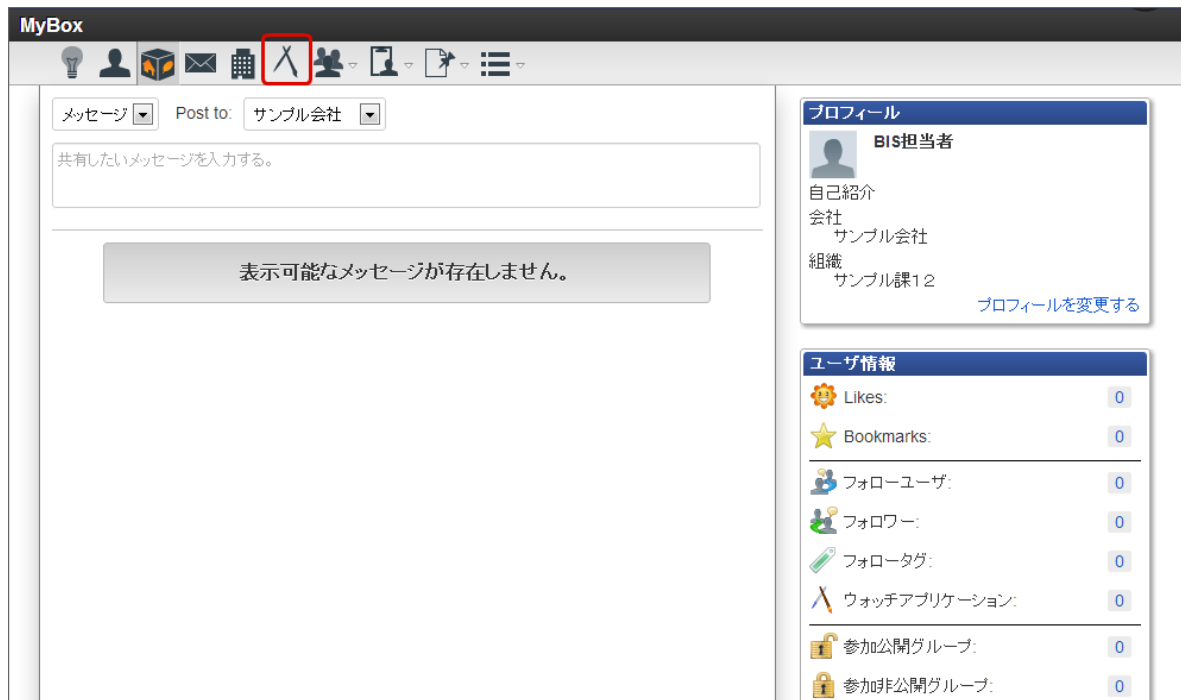 MyBox
メッセージ Post to: サンプル会社
共有したいメッセージを入力する。
表示可能なメッセージが存在しません。
プロフィール
BIS担当者
自己紹介
会社
サンプル会社
組織
サンプル課12
プロフィールを変更する
ユーザ情報
Likes: 0
Bookmarks: 0
フォローユーザ: 0
フォロワー: 0
フォロータグ: 0
ウォッチアプリケーション: 0
参加公開グループ: 0
参加非公開グループ: 0